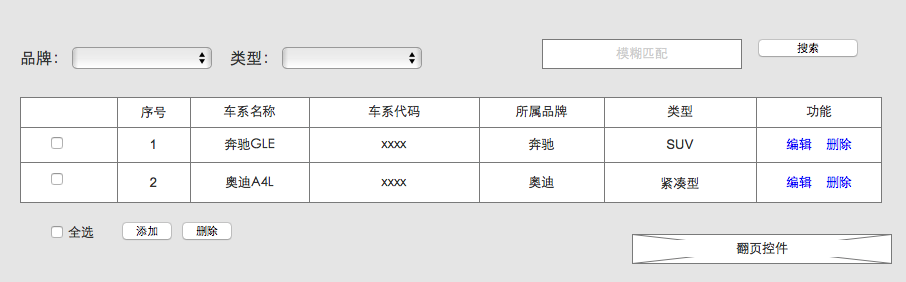 品牌： 类型： 模糊匹配 搜索
序号 车系名称 车系代码 所属品牌 类型 功能
1 奔驰GLE xxxx 奔驰 SUV 编辑 删除
2 奥迪A4L xxxx 奥迪 紧凑型 编辑 删除
全选 添加 删除
翻页控件